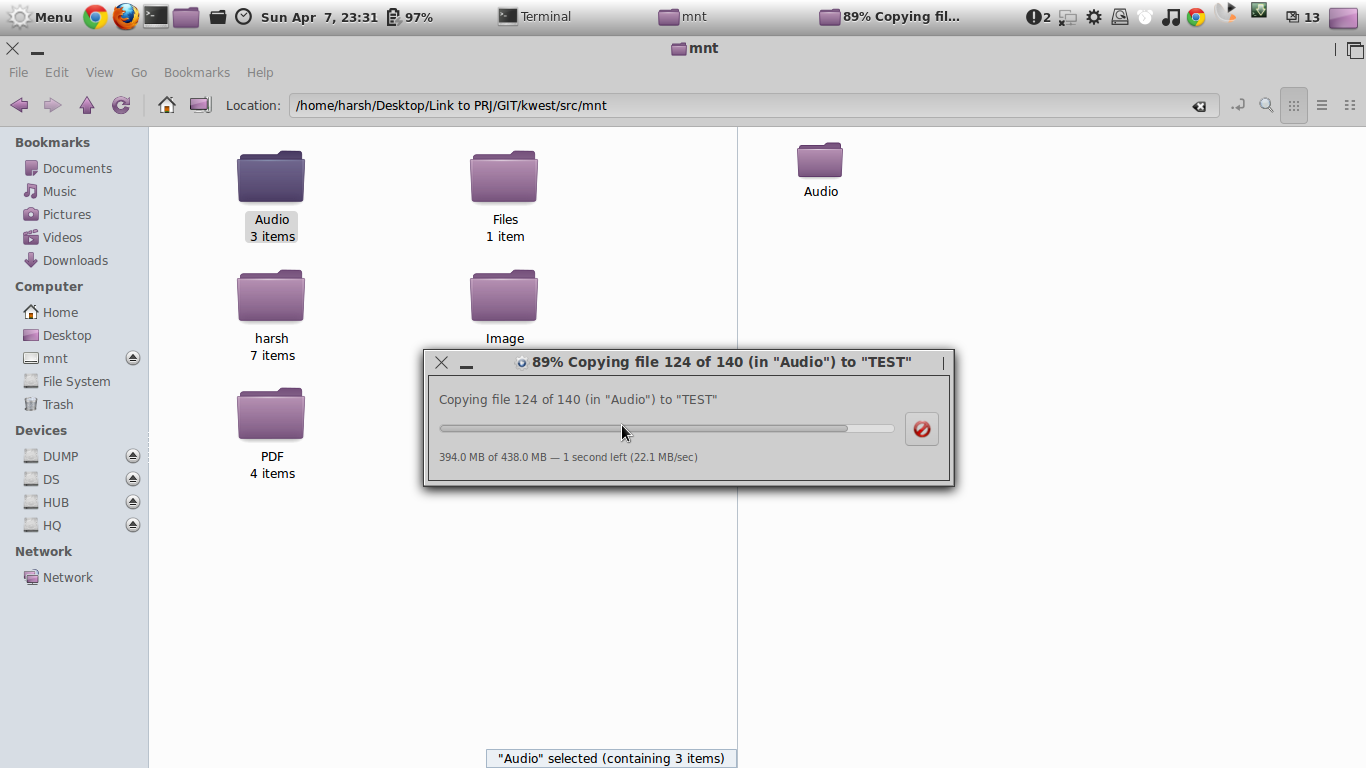 Menu Sun Apr 7, 23:31 97% Terminal mnt 89% Copying fil... 2 13
mnt
File Edit View Go Bookmarks Help
Location: /home/harsh/Desktop/Link to PRJ/GIT/kwest/src/mnt
Bookmarks
Documents
Music
Pictures
Videos
Downloads
Computer
Home
Desktop
mnt
File System
Trash
Devices
DUMP
DS
HUB
HQ
Network
Network
Audio
3 items
Files
1 item
harsh
7 items
Image
PDF
4 items
Audio
89% Copying file 124 of 140 (in "Audio") to "TEST"
Copying file 124 of 140 (in "Audio") to "TEST"
394.0 MB of 438.0 MB — 1 second left (22.1 MB/sec)
"Audio" selected (containing 3 items)